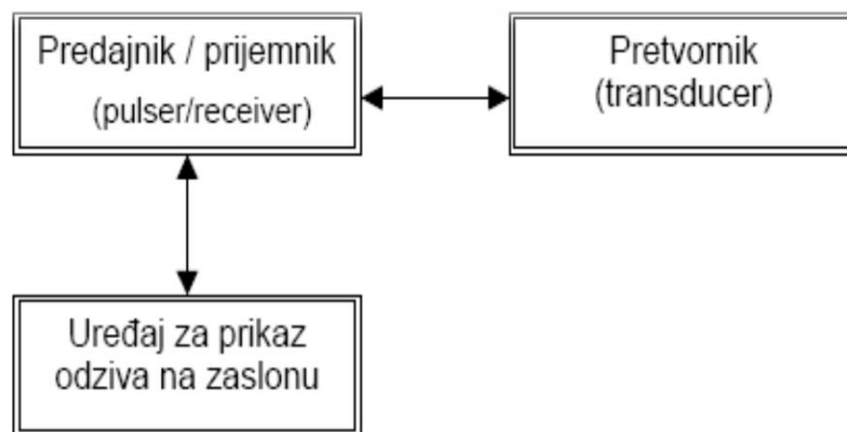 Predajnik / prijemnik
(pulser/receiver)
Pretvornik
(transducer)
Uređaj za prikaz
odziva na zaslonu